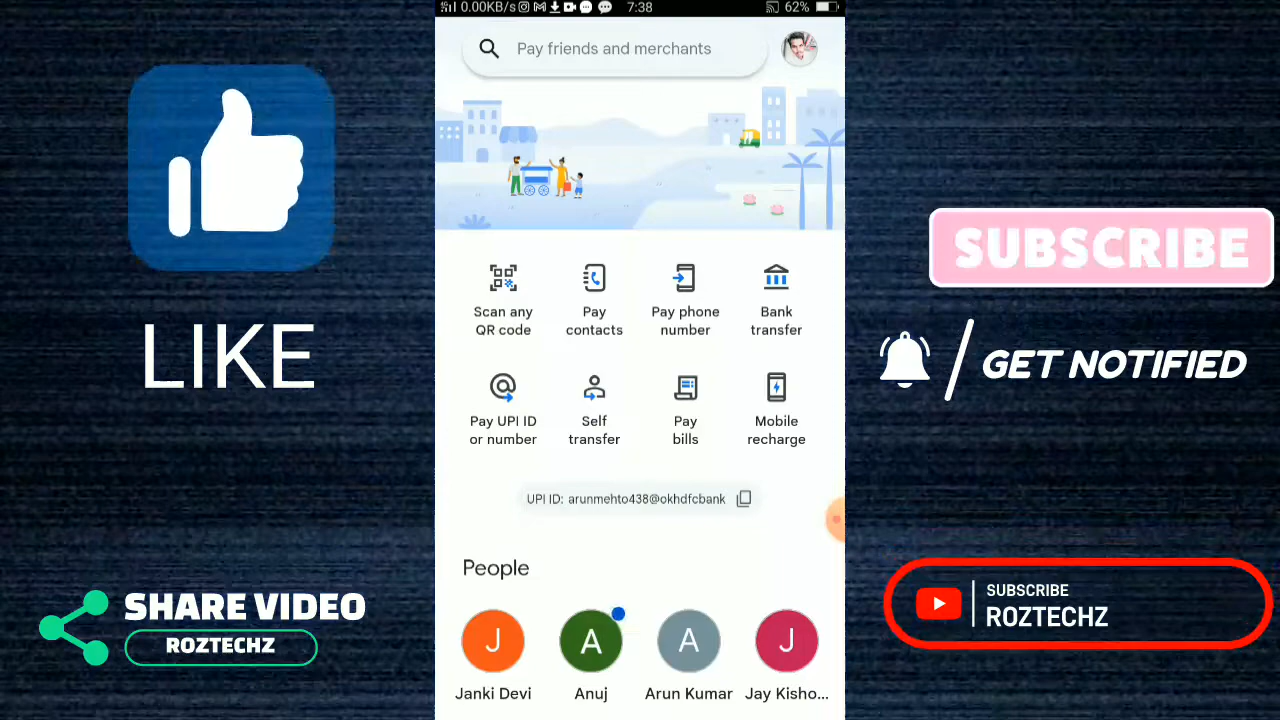 0.00KB/s 7:38 62%
Pay friends and merchants
Scan any
QR code
Pay
contacts
Pay phone
number
Bank
transfer
Pay UPI ID
or number
Self
transfer
Pay
bills
Mobile
recharge
UPI ID: arunmehto438@okhdfcbank
People
J
A
A
J
Janki Devi
Anuj
Arun Kumar
Jay Kisho...
LIKE
SHARE VIDEO
ROZTECHZ
SUBSCRIBE
/ GET NOTIFIED
SUBSCRIBE
ROZTECHZ